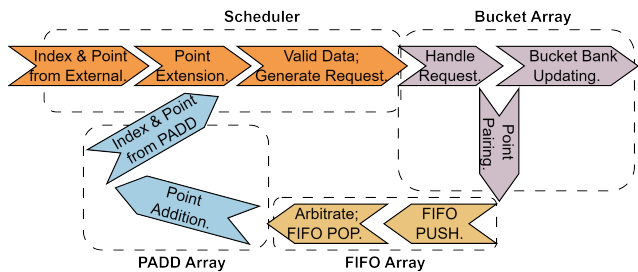 Scheduler
Bucket Array
Index & Point
from External.
Point
Extension.
Valid Data;
Generate Request.
Handle
Request.
Bucket Bank
Updating.
Index & Point
from PADD
Point
Pairing.
Point
Addition.
Arbitrate;
FIFO POP.
FIFO
PUSH.
PADD Array
FIFO Array